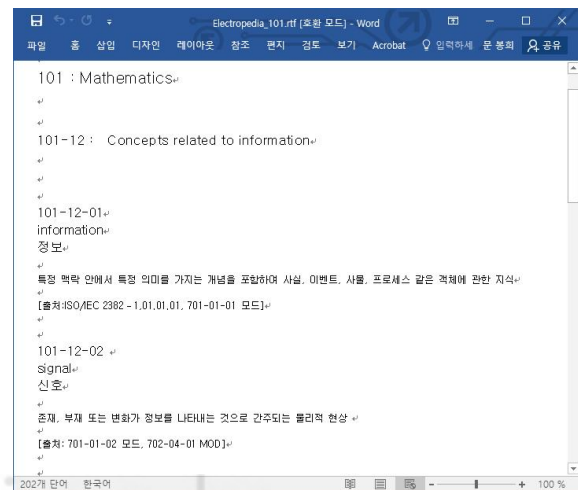 Electropedia_101.rtf [호환 모드] - Word
파일 홈 삽입 디자인 레이아웃 참조 편지 검토 보기 Acrobat 입력하세 문 봉희 공유
101 : Mathematics
101-12 : Concepts related to information
101-12-01
information
정보
특정 맥락 안에서 특정 의미를 가지는 개념을 포함하여 사실, 이벤트, 사물, 프로세스 같은 객체에 관한 지식
[출처:ISO/IEC 2382 - 1,01,01,01, 701-01-01 모드]
101-12-02
signal
신호
존재, 부재 또는 변화가 정보를 나타내는 것으로 간주되는 물리적 현상
[출처: 701-01-02 모드, 702-04-01 MOD]
202개 단어 한국어 100 %